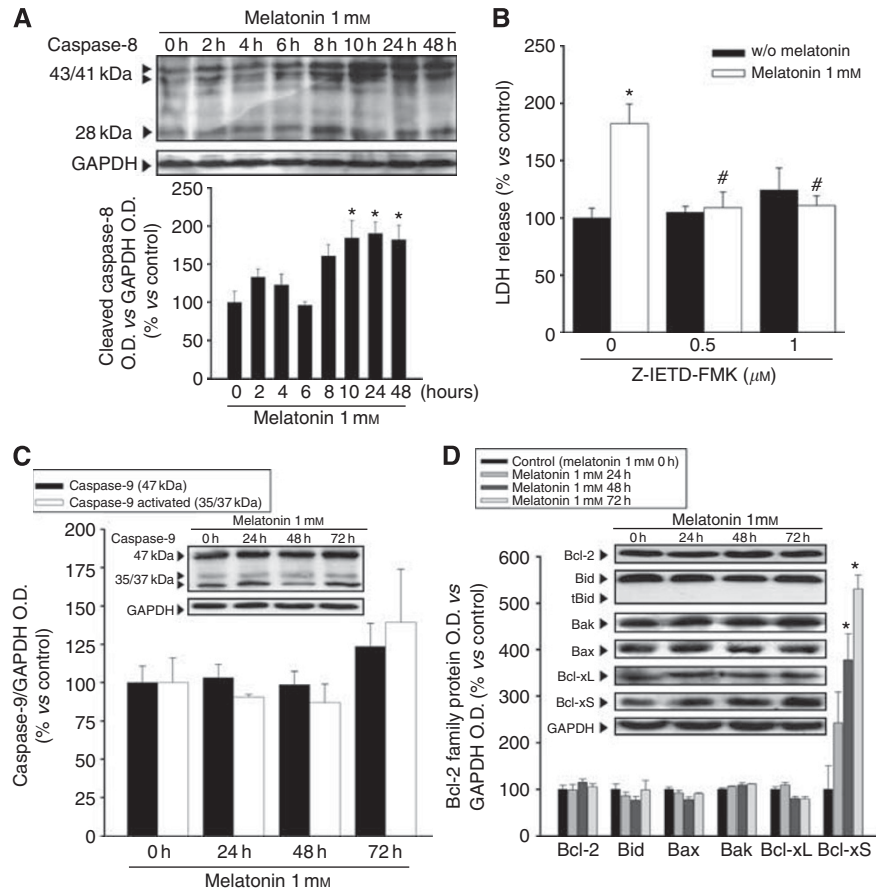 A
Melatonin 1 mM
Caspase-8 0 h 2 h 4 h 6 h 8 h 10 h 24 h 48 h
43/41 kDa
28 kDa
GAPDH
Cleaved caspase-8
O.D. vs GAPDH O.D.
(% vs control)
250
200
150
100
50
0
* * *
0 2 4 6 8 10 24 48 (hours)
Melatonin 1 mM
B
w/o melatonin
Melatonin 1 mM
LDH release (% vs control)
250
200
150
100
50
0
* # #
0 0.5 1
Z-IETD-FMK (μM)
C
Caspase-9 (47 kDa)
Caspase-9 activated (35/37 kDa)
Melatonin 1 mM
Caspase-9 0 h 24 h 48 h 72 h
47 kDa
35/37 kDa
GAPDH
Caspase-9/GAPDH O.D.
(% vs control)
200
175
150
125
100
75
50
25
0
0 h 24 h 48 h 72 h
Melatonin 1 mM
D
Control (melatonin 1 mM 0 h)
Melatonin 1 mM 24 h
Melatonin 1 mM 48 h
Melatonin 1 mM 72 h
Melatonin 1 mM
0 h 24 h 48 h 72 h
Bcl-2
Bid
tBid
Bak
Bax
Bcl-xL
Bcl-xS
GAPDH
Bcl-2 family protein O.D. vs
GAPDH O.D. (% vs control)
600
500
400
300
200
100
0
* *
Bcl-2 Bid Bax Bak Bcl-xL Bcl-xS